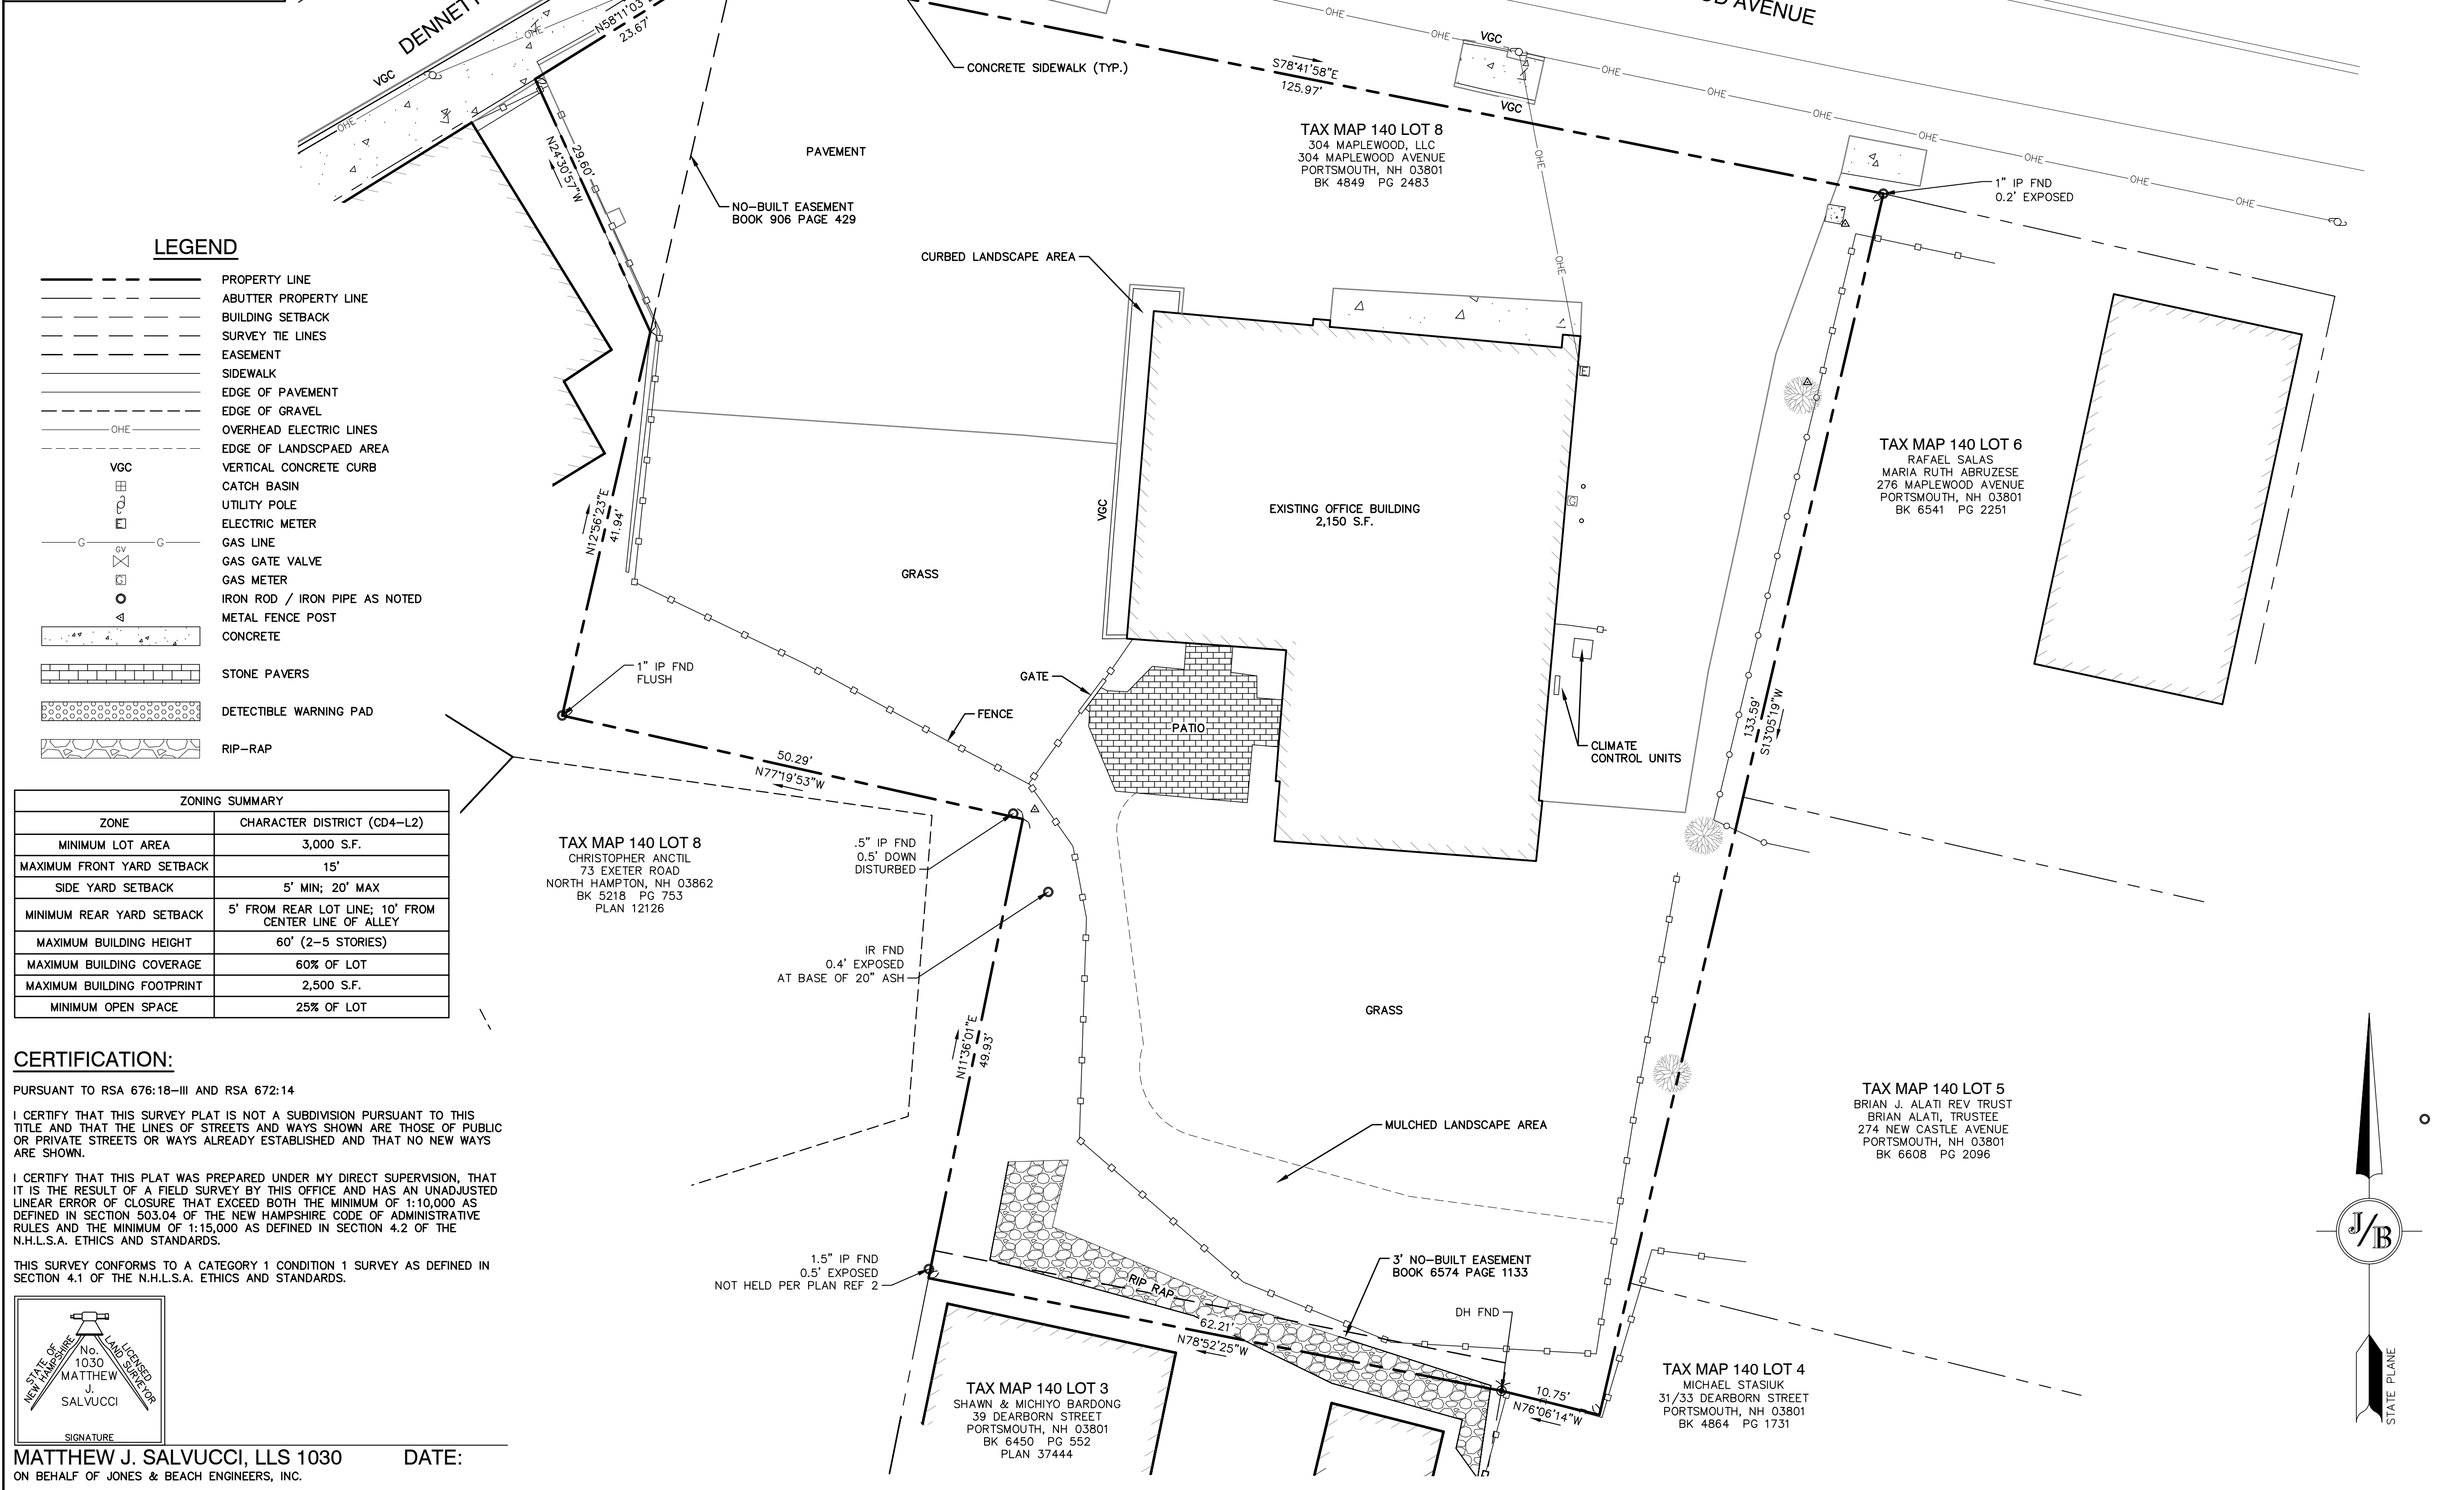 DENNETT
OD AVENUE
N58°11'03
23.67'
VGC
OHE
OHE
CONCRETE SIDEWALK (TYP.)
OHE
OHE
VGC
VGC
OHE
OHE
OHE
OHE
OHE
OHE
OHE
OHE
OHE
S78°41'58"E
125.97'
N24°30'57"W
29.60'
PAVEMENT
NO-BUILT EASEMENT
BOOK 906 PAGE 429
TAX MAP 140 LOT 8
304 MAPLEWOOD, LLC
304 MAPLEWOOD AVENUE
PORTSMOUTH, NH 03801
BK 4849 PG 2483
1" IP FND
0.2' EXPOSED
CURBED LANDSCAPE AREA
LEGEND
PROPERTY LINE
ABUTTER PROPERTY LINE
BUILDING SETBACK
SURVEY TIE LINES
EASEMENT
SIDEWALK
EDGE OF PAVEMENT
EDGE OF GRAVEL
OHE OVERHEAD ELECTRIC LINES
EDGE OF LANDSCPAED AREA
VGC VERTICAL CONCRETE CURB
CATCH BASIN
UTILITY POLE
E ELECTRIC METER
G G GAS LINE
GV GAS GATE VALVE
G GAS METER
IRON ROD / IRON PIPE AS NOTED
METAL FENCE POST
CONCRETE
STONE PAVERS
DETECTIBLE WARNING PAD
RIP-RAP
N12°56'23"E
41.94'
E
G
VGC
EXISTING OFFICE BUILDING
2,150 S.F.
TAX MAP 140 LOT 6
RAFAEL SALAS
MARIA RUTH ABRUZESE
276 MAPLEWOOD AVENUE
PORTSMOUTH, NH 03801
BK 6541 PG 2251
GRASS
1" IP FND
FLUSH
GATE
FENCE
PATIO
CLIMATE
CONTROL UNITS
133.59'
S13°05'19"W
50.29'
N77°19'53"W
ZONING SUMMARY
ZONE CHARACTER DISTRICT (CD4-L2)
MINIMUM LOT AREA 3,000 S.F.
MAXIMUM FRONT YARD SETBACK 15'
SIDE YARD SETBACK 5' MIN; 20' MAX
MINIMUM REAR YARD SETBACK 5' FROM REAR LOT LINE; 10' FROM
CENTER LINE OF ALLEY
MAXIMUM BUILDING HEIGHT 60' (2-5 STORIES)
MAXIMUM BUILDING COVERAGE 60% OF LOT
MAXIMUM BUILDING FOOTPRINT 2,500 S.F.
MINIMUM OPEN SPACE 25% OF LOT
TAX MAP 140 LOT 8
CHRISTOPHER ANCTIL
73 EXETER ROAD
NORTH HAMPTON, NH 03862
BK 5218 PG 753
PLAN 12126
.5" IP FND
0.5' DOWN
DISTURBED
IR FND
0.4' EXPOSED
AT BASE OF 20" ASH
N11°36'01"E
49.93'
GRASS
MULCHED LANDSCAPE AREA
TAX MAP 140 LOT 5
BRIAN J. ALATI REV TRUST
BRIAN ALATI, TRUSTEE
274 NEW CASTLE AVENUE
PORTSMOUTH, NH 03801
BK 6608 PG 2096
CERTIFICATION:
PURSUANT TO RSA 676:18-III AND RSA 672:14
I CERTIFY THAT THIS SURVEY PLAT IS NOT A SUBDIVISION PURSUANT TO THIS
TITLE AND THAT THE LINES OF STREETS AND WAYS SHOWN ARE THOSE OF PUBLIC
OR PRIVATE STREETS OR WAYS ALREADY ESTABLISHED AND THAT NO NEW WAYS
ARE SHOWN.
I CERTIFY THAT THIS PLAT WAS PREPARED UNDER MY DIRECT SUPERVISION, THAT
IT IS THE RESULT OF A FIELD SURVEY BY THIS OFFICE AND HAS AN UNADJUSTED
LINEAR ERROR OF CLOSURE THAT EXCEED BOTH THE MINIMUM OF 1:10,000 AS
DEFINED IN SECTION 503.04 OF THE NEW HAMPSHIRE CODE OF ADMINISTRATIVE
RULES AND THE MINIMUM OF 1:15,000 AS DEFINED IN SECTION 4.2 OF THE
N.H.L.S.A. ETHICS AND STANDARDS.
THIS SURVEY CONFORMS TO A CATEGORY 1 CONDITION 1 SURVEY AS DEFINED IN
SECTION 4.1 OF THE N.H.L.S.A. ETHICS AND STANDARDS.
1.5" IP FND
0.5' EXPOSED
NOT HELD PER PLAN REF 2
RIP RAP
3' NO-BUILT EASEMENT
BOOK 6574 PAGE 1133
DH FND
62.21'
N78°52'25"W
10.75'
N76°06'14"W
TAX MAP 140 LOT 3
SHAWN & MICHIYO BARDONG
39 DEARBORN STREET
PORTSMOUTH, NH 03801
BK 6450 PG 552
PLAN 37444
TAX MAP 140 LOT 4
MICHAEL STASIUK
31/33 DEARBORN STREET
PORTSMOUTH, NH 03801
BK 4864 PG 1731
J/B
STATE PLANE
STATE OF
NEW HAMPSHIRE
LICENSED
LAND SURVEYOR
No.
1030
MATTHEW
J.
SALVUCCI
SIGNATURE
MATTHEW J. SALVUCCI, LLS 1030 DATE:
ON BEHALF OF JONES & BEACH ENGINEERS, INC.